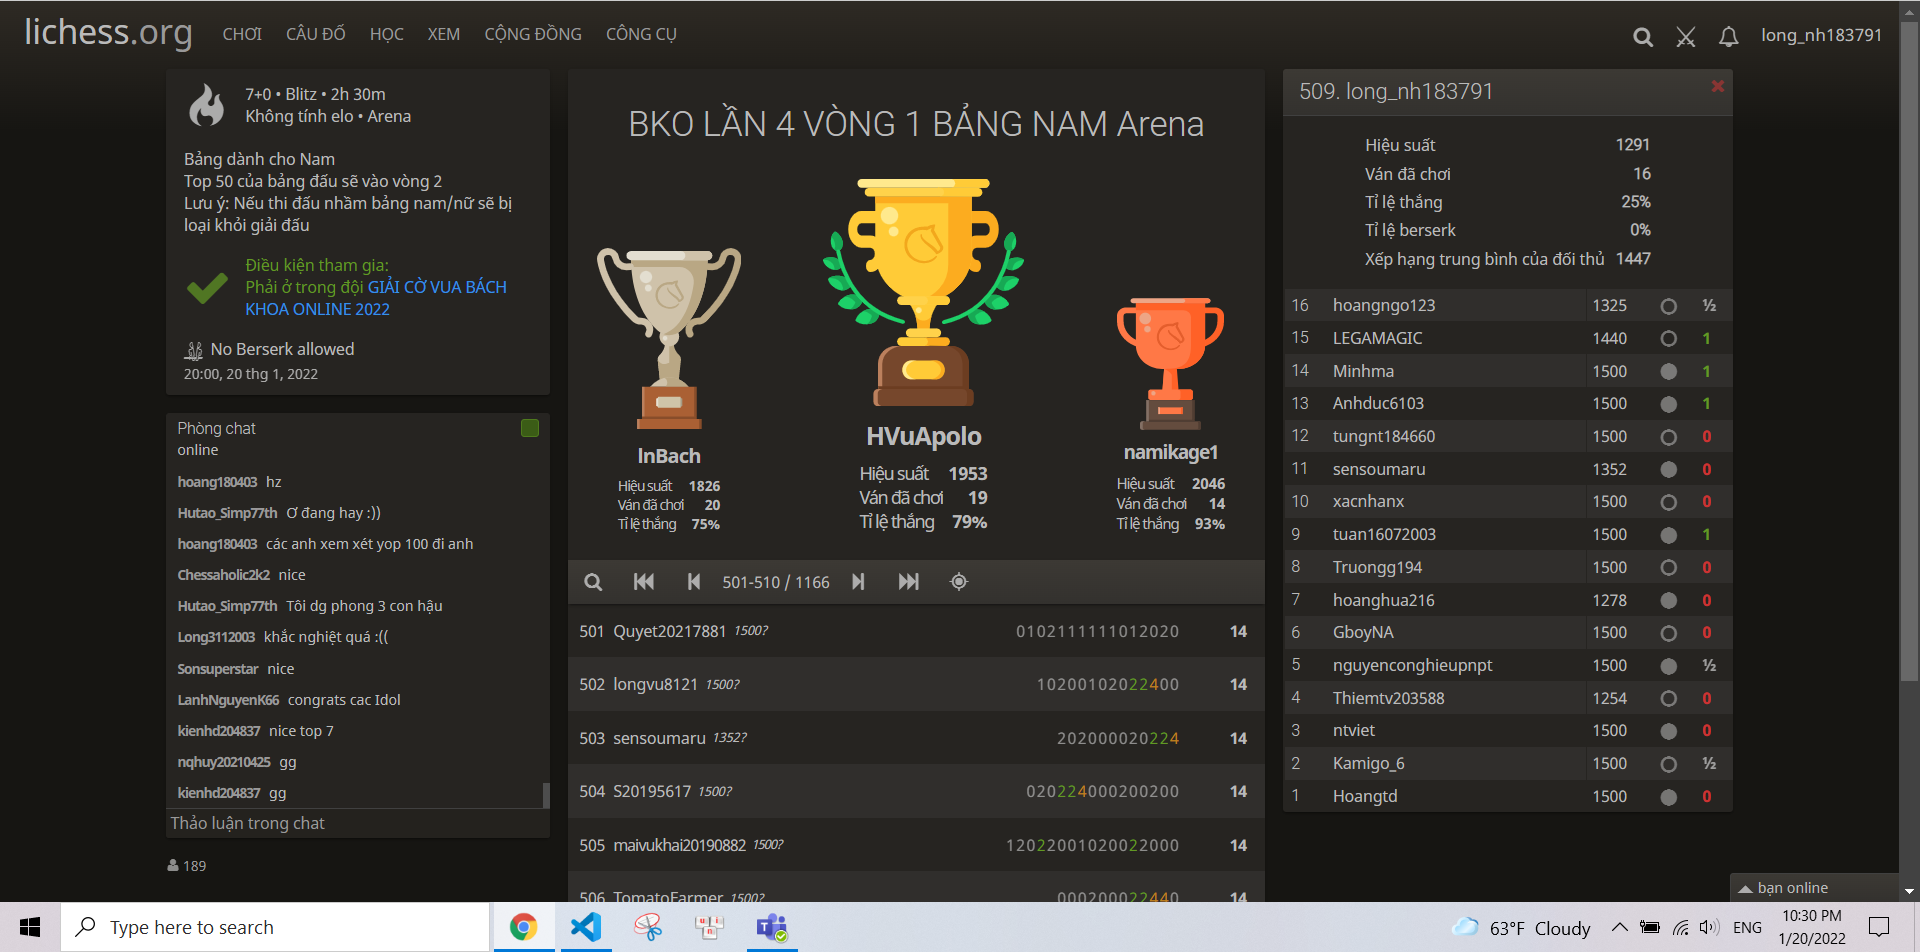 lichess.org CHƠI CÂU ĐỐ HỌC XEM CỘNG ĐỒNG CÔNG CỤ long_nh183791
7+0 • Blitz • 2h 30m
Không tính elo • Arena
Bảng dành cho Nam
Top 50 của bảng đấu sẽ vào vòng 2
Lưu ý: Nếu thi đấu nhầm bảng nam/nữ sẽ bị
loại khỏi giải đấu
Điều kiện tham gia:
Phải ở trong đội GIẢI CỜ VUA BÁCH
KHOA ONLINE 2022
No Berserk allowed
20:00, 20 thg 1, 2022
Phòng chat
online
hoang180403 hz
Hutao_Simp77th Ơ đang hay :))
hoang180403 các anh xem xét yop 100 đi anh
Chessaholic2k2 nice
Hutao_Simp77th Tôi dg phong 3 con hậu
Long3112003 khắc nghiệt quá :((
Sonsuperstar nice
LanhNguyenK66 congrats cac Idol
kienhd204837 nice top 7
nqhuy20210425 gg
kienhd204837 gg
Thảo luận trong chat
189
BKO LẦN 4 VÒNG 1 BẢNG NAM Arena
lnBach
Hiệu suất 1826
Ván đã chơi 20
Tỉ lệ thắng 75%
HVuApolo
Hiệu suất 1953
Ván đã chơi 19
Tỉ lệ thắng 79%
namikage1
Hiệu suất 2046
Ván đã chơi 14
Tỉ lệ thắng 93%
501-510 / 1166
501 Quyet20217881 1500? 0102111111012020 14
502 longvu8121 1500? 10200102022400 14
503 sensoumaru 1352? 202000020224 14
504 S20195617 1500? 020224000200200 14
505 maivukhai20190882 1500? 12022001020022000 14
506 TomatoFarmer 1500? 000200022440 14
509. long_nh183791
Hiệu suất 1291
Ván đã chơi 16
Tỉ lệ thắng 25%
Tỉ lệ berserk 0%
Xếp hạng trung bình của đối thủ 1447
16 hoangngo123 1325 ½
15 LEGAMAGIC 1440 1
14 Minhma 1500 1
13 Anhduc6103 1500 1
12 tungnt184660 1500 0
11 sensoumaru 1352 0
10 xacnhanx 1500 0
9 tuan16072003 1500 1
8 Truongg194 1500 0
7 hoanghua216 1278 0
6 GboyNA 1500 0
5 nguyenconghieupnpt 1500 ½
4 Thiemtv203588 1254 0
3 ntviet 1500 0
2 Kamigo_6 1500 ½
1 Hoangtd 1500 0
bạn online
Type here to search
63°F Cloudy
ENG
10:30 PM
1/20/2022